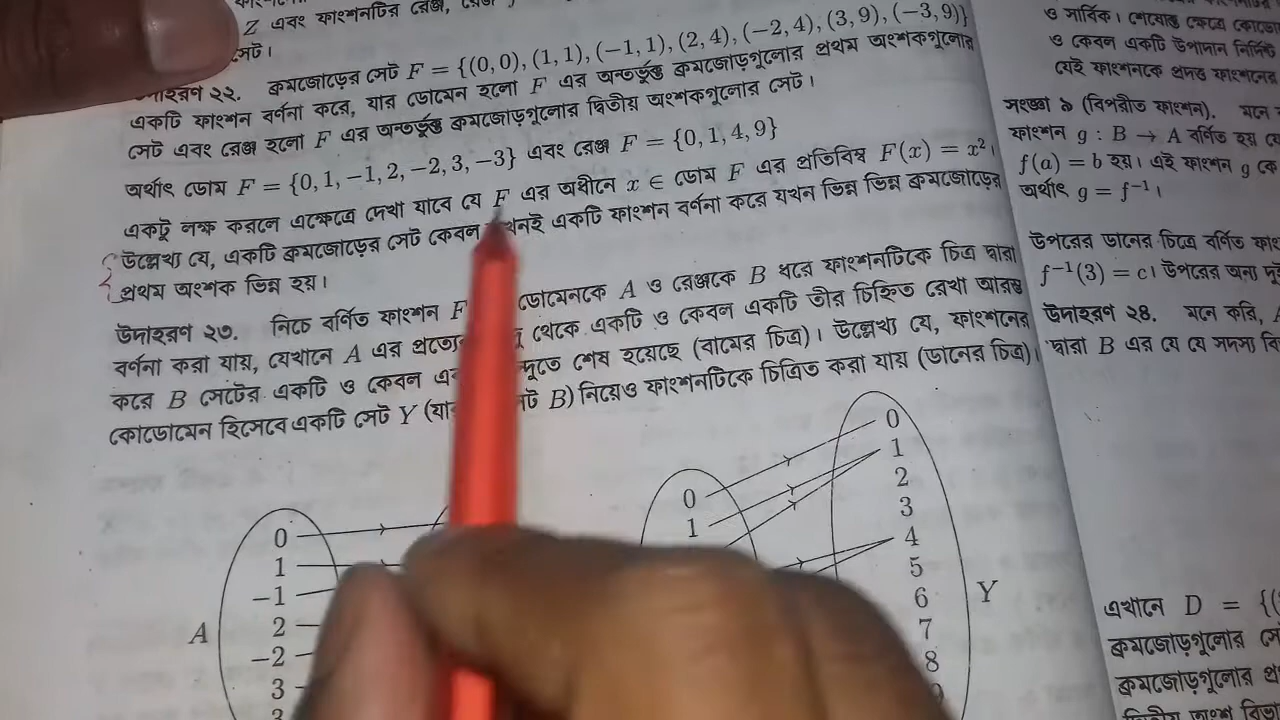 Z এবং ফাংশনটির রেঞ্জ,
সেট।
উদাহরণ ২২. ক্রমজোড়ের সেট F = {(0, 0), (1, 1), (−1, 1), (2, 4), (−2, 4), (3, 9), (−3, 9)}
একটি ফাংশন বর্ণনা করে, যার ডোমেন হলো F এর অন্তর্ভুক্ত ক্রমজোড়গুলোর প্রথম অংশকগুলোর
সেট এবং রেঞ্জ হলো F এর অন্তর্ভুক্ত ক্রমজোড়গুলোর দ্বিতীয় অংশকগুলোর সেট।
অর্থাৎ ডোম F = {0, 1, −1, 2, −2, 3, −3} এবং রেঞ্জ F = {0, 1, 4, 9}
একটু লক্ষ করলে এক্ষেত্রে দেখা যাবে যে F এর অধীনে x ∈ ডোম F এর প্রতিবিম্ব F(x) = x²।
উল্লেখ্য যে, একটি ক্রমজোড়ের সেট কেবল একটি ফাংশন বর্ণনা করে যখন ভিন্ন ভিন্ন ক্রমজোড়ের
প্রথম অংশক ভিন্ন হয়।
উদাহরণ ২৩. নিচে বর্ণিত ফাংশন F ডোমেনকে A ও রেঞ্জকে B ধরে ফাংশনটিকে চিত্র দ্বারা
বর্ণনা করা যায়, যেখানে A এর থেকে একটি ও কেবল একটি তীর চিহ্নিত রেখা আরম্ভ
করে B সেটের একটি ও কেবল শেষ হয়েছে (বামের চিত্র)। উল্লেখ্য যে, ফাংশনের
কোডোমেন হিসেবে একটি সেট Y B) নিয়েও ফাংশনটিকে চিত্রিত করা যায় (ডানের চিত্র)।
A
0
1
−1
2
−2
3
0
1
0
1
2
3
4
5
6
7
8
Y
ও সার্বিক।
ও কেবল একটি উপাদান
যেই ফাংশনকে প্রদত্ত ফাংশনের
সংজ্ঞা ৯ (বিপরীত ফাংশন). মনে
ফাংশন g : B → A বর্ণিত হয়
f(a) = b হয়। এই ফাংশন g কে
অর্থাৎ g = f⁻¹।
উপরের ডানের চিত্রে বর্ণিত
f⁻¹(3) = c। উপরের অন্য
উদাহরণ ২৪. মনে করি,
দ্বারা B এর যে যে সদস্য
এখানে D = {(
ক্রমজোড়গুলোর
ক্রমজোড়গুলোর